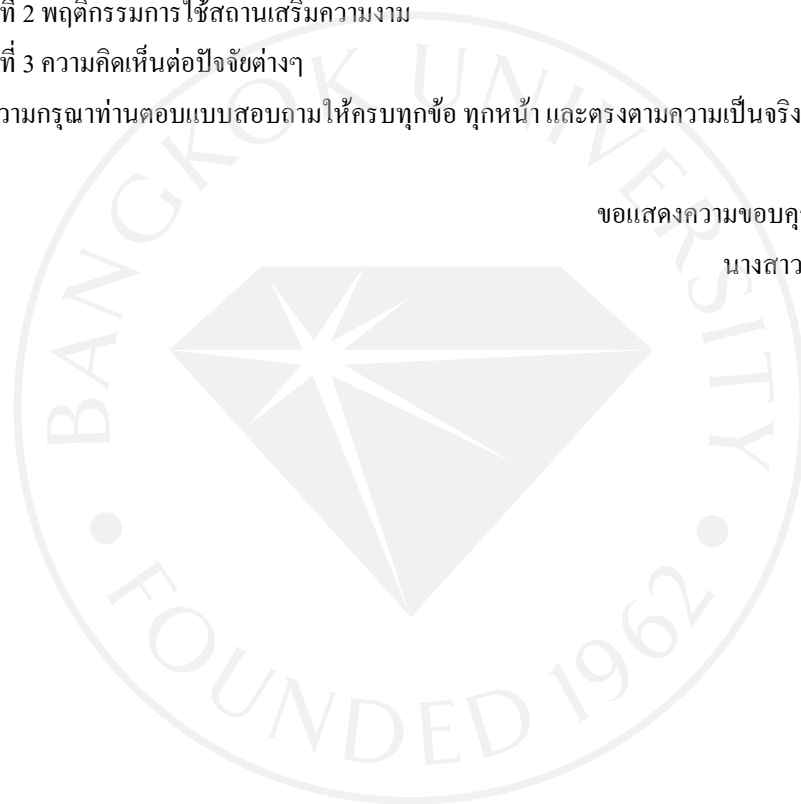 ที่ 2 พฤติกรรมการใช้สถานเสริมความงาม
ที่ 3 ความคิดเห็นต่อปัจจัยต่างๆ
วามกรุณาท่านตอบแบบสอบถามให้ครบทุกข้อ ทุกหน้า และตรงตามความเป็นจริง
ขอแสดงความขอบคุ
นางสาว
BANGKOK UNIVERSITY
FOUNDED 1962